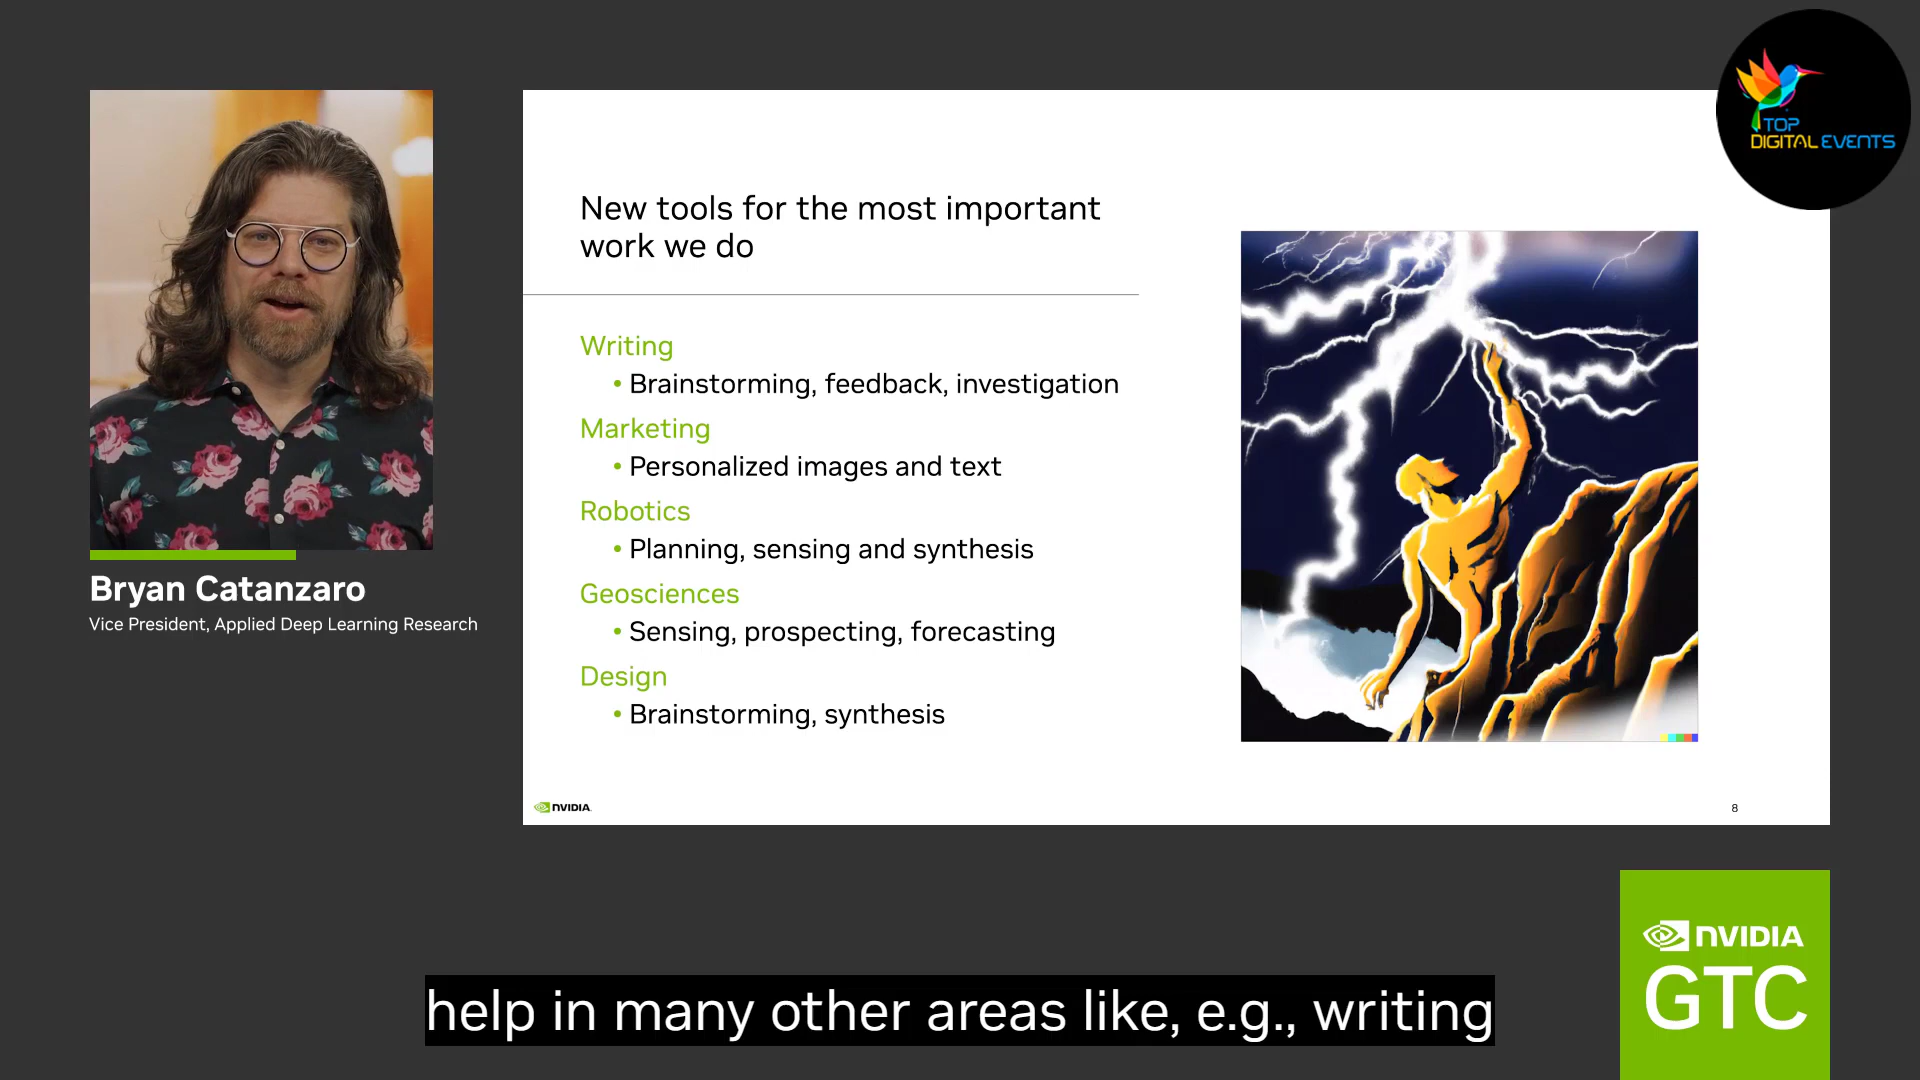 TOP
DIGITAL EVENTS
New tools for the most important
work we do
Writing
• Brainstorming, feedback, investigation
Marketing
• Personalized images and text
Robotics
• Planning, sensing and synthesis
Geosciences
• Sensing, prospecting, forecasting
Design
• Brainstorming, synthesis
NVIDIA
8
Bryan Catanzaro
Vice President, Applied Deep Learning Research
NVIDIA
GTC
help in many other areas like, e.g., writing